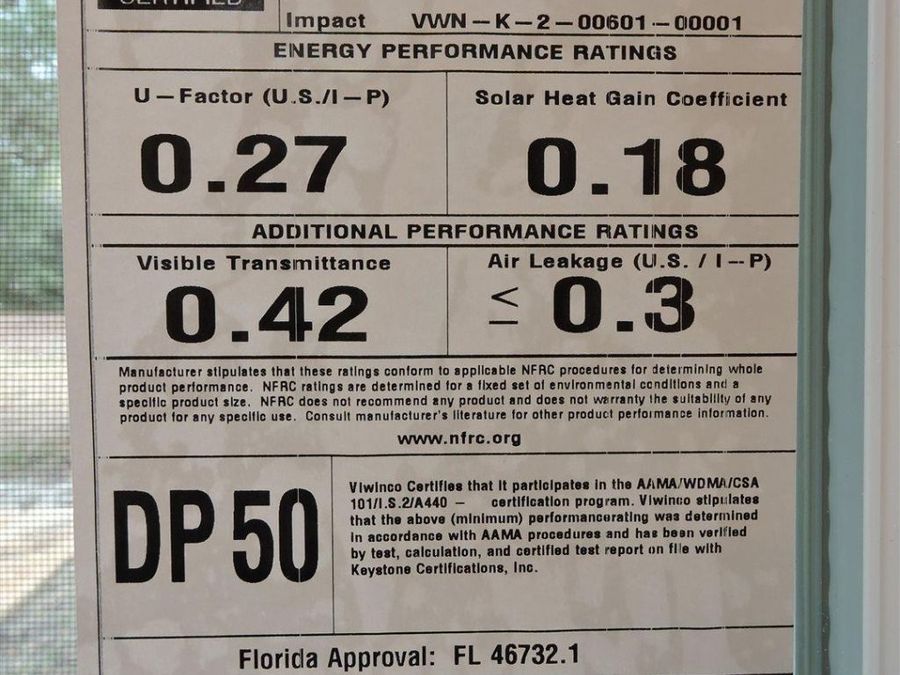 CERTIFIED
Impact VWN-K-2-00601-00001
ENERGY PERFORMANCE RATINGS
U-Factor (U.S./I-P)
Solar Heat Gain Coefficient
0.27
0.18
ADDITIONAL PERFORMANCE RATINGS
Visible Transmittance
Air Leakage (U.S. / I-P)
0.42
≤ 0.3
Manufacturer stipulates that these ratings conform to applicable NFRC procedures for determining whole
product performance. NFRC ratings are determined for a fixed set of environmental conditions and a
specific product size. NFRC does not recommend any product and does not warranty the suitability of any
product for any specific use. Consult manufacturer's literature for other product performance information.
www.nfrc.org
DP 50
Viwinco Certifies that it participates in the AAMA/WDMA/CSA
101/I.S.2/A440 - certification program. Viwinco stipulates
that the above (minimum) performancerating was determined
in accordance with AAMA procedures and has been verified
by test, calculation, and certified test report on file with
Keystone Certifications, Inc.
Florida Approval: FL 46732.1